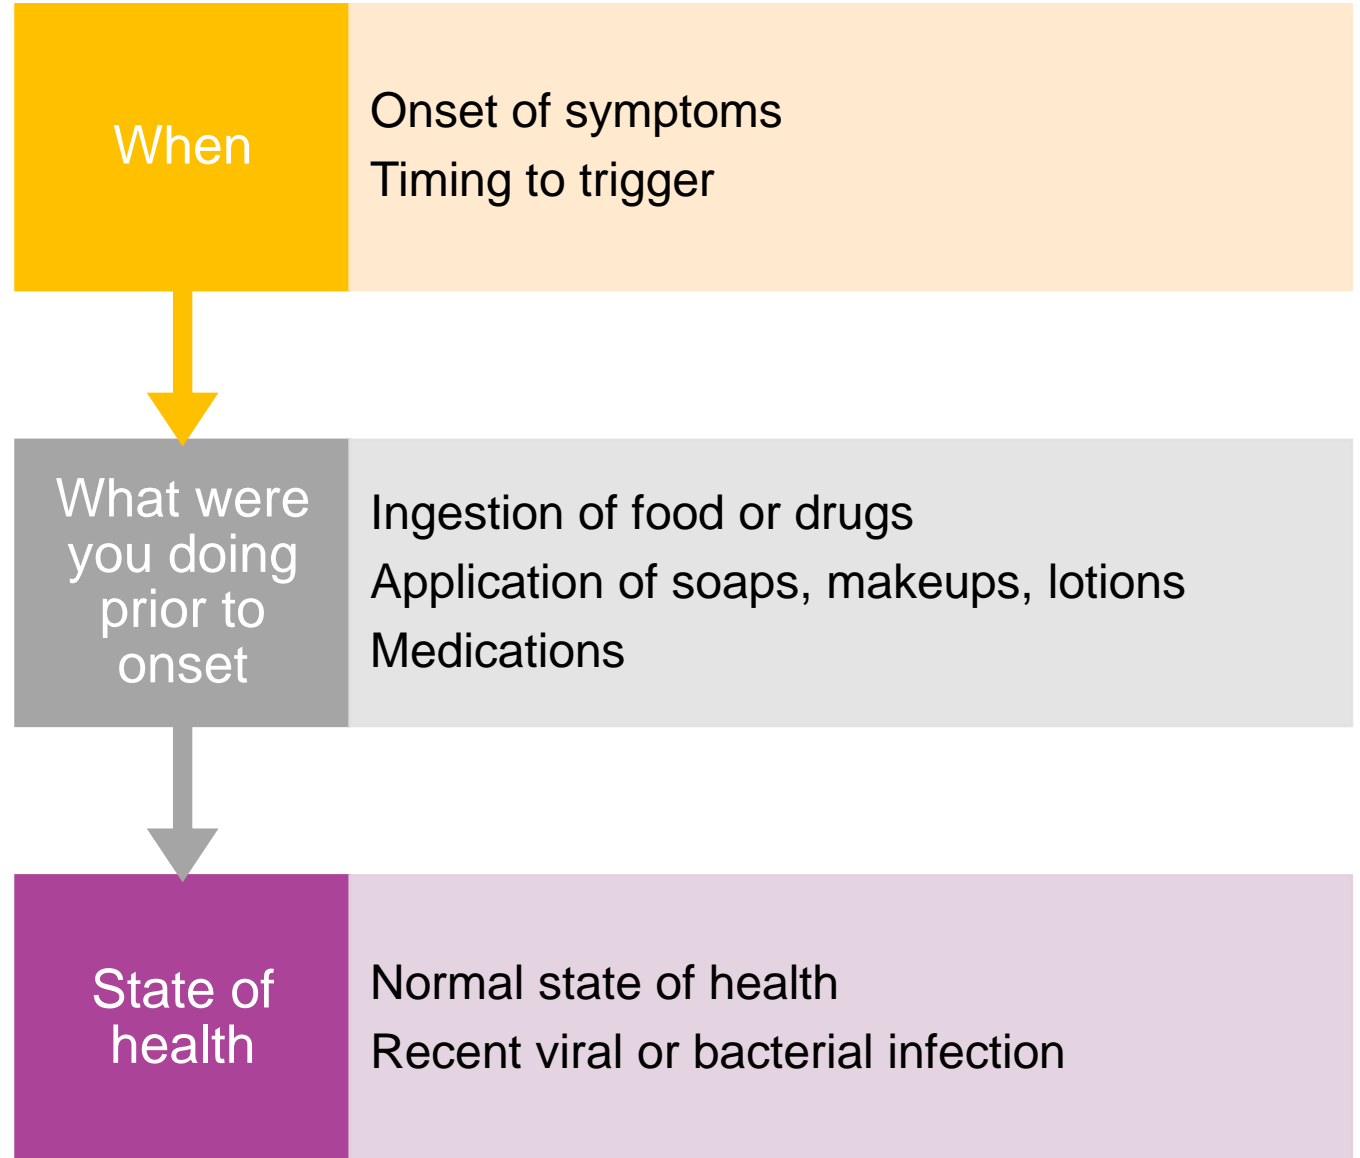 When
Onset of symptoms
Timing to trigger
What were
you doing
prior to
onset
Ingestion of food or drugs
Application of soaps, makeups, lotions
Medications
State of
health
Normal state of health
Recent viral or bacterial infection